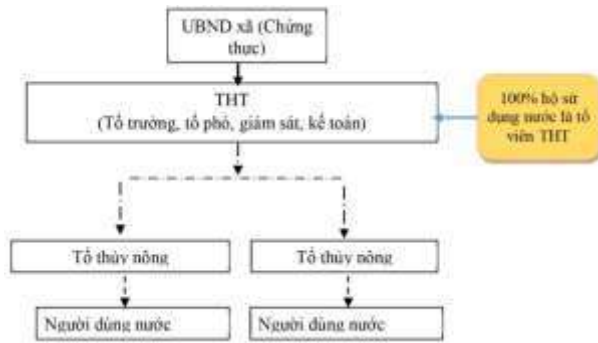 UBND xã (Chứng
thực)
THT
(Tổ trưởng, tổ phó, giám sát, kế toán)
100% hộ sử
dụng nước là tổ
viên THT
Tổ thủy nông
Tổ thủy nông
Người dùng nước
Người dùng nước